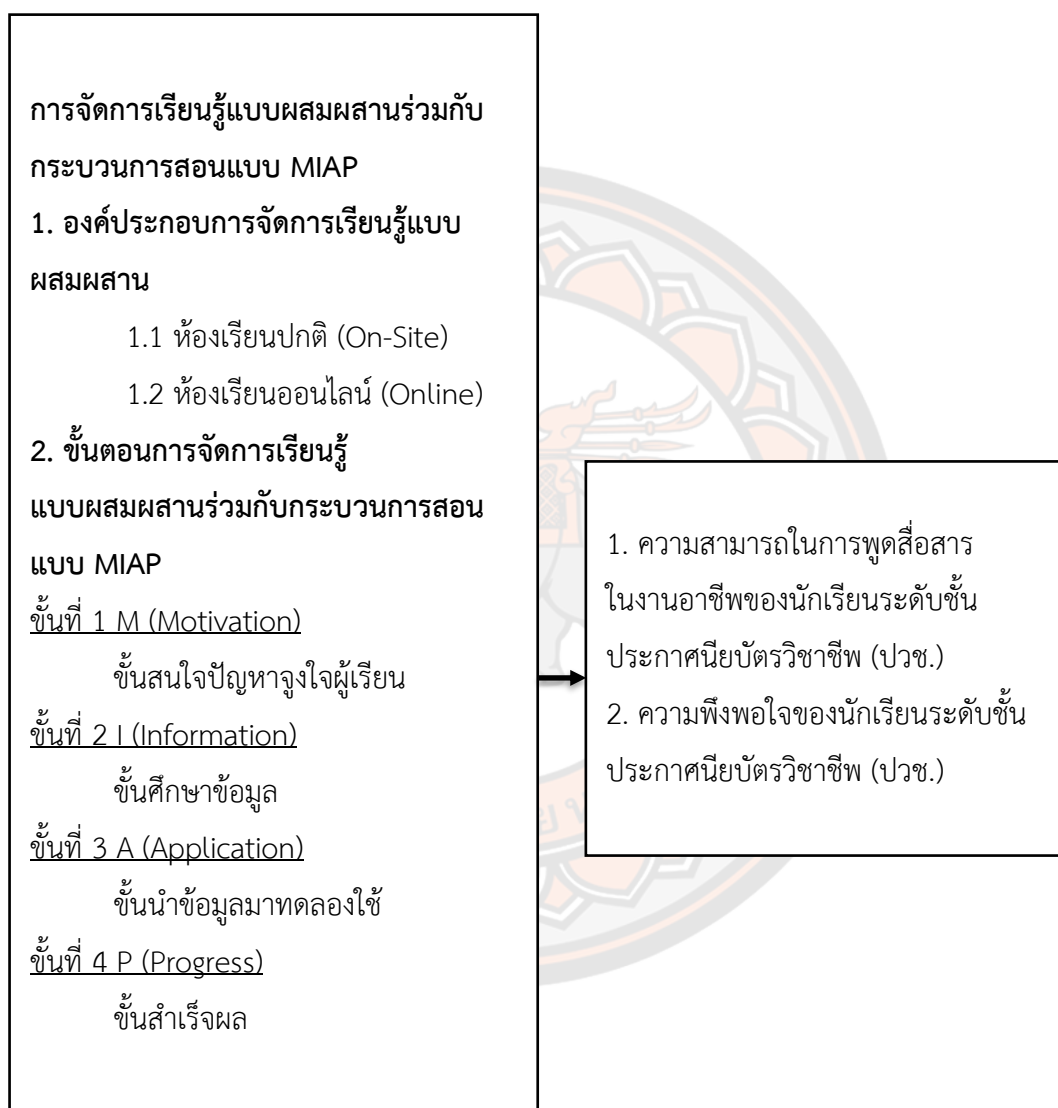 การจัดการเรียนรู้แบบผสมผสานร่วมกับ
กระบวนการสอนแบบ MIAP
1. องค์ประกอบการจัดการเรียนรู้แบบ
ผสมผสาน
1.1 ห้องเรียนปกติ (On-Site)
1.2 ห้องเรียนออนไลน์ (Online)
2. ขั้นตอนการจัดการเรียนรู้
แบบผสมผสานร่วมกับกระบวนการสอน
แบบ MIAP
ขั้นที่ 1 M (Motivation)
ขั้นสนใจปัญหาจูงใจผู้เรียน
ขั้นที่ 2 I (Information)
ขั้นศึกษาข้อมูล
ขั้นที่ 3 A (Application)
ขั้นนำข้อมูลมาทดลองใช้
ขั้นที่ 4 P (Progress)
ขั้นสำเร็จผล
1. ความสามารถในการพูดสื่อสาร
ในงานอาชีพของนักเรียนระดับชั้น
ประกาศนียบัตรวิชาชีพ (ปวช.)
2. ความพึงพอใจของนักเรียนระดับชั้น
ประกาศนียบัตรวิชาชีพ (ปวช.)